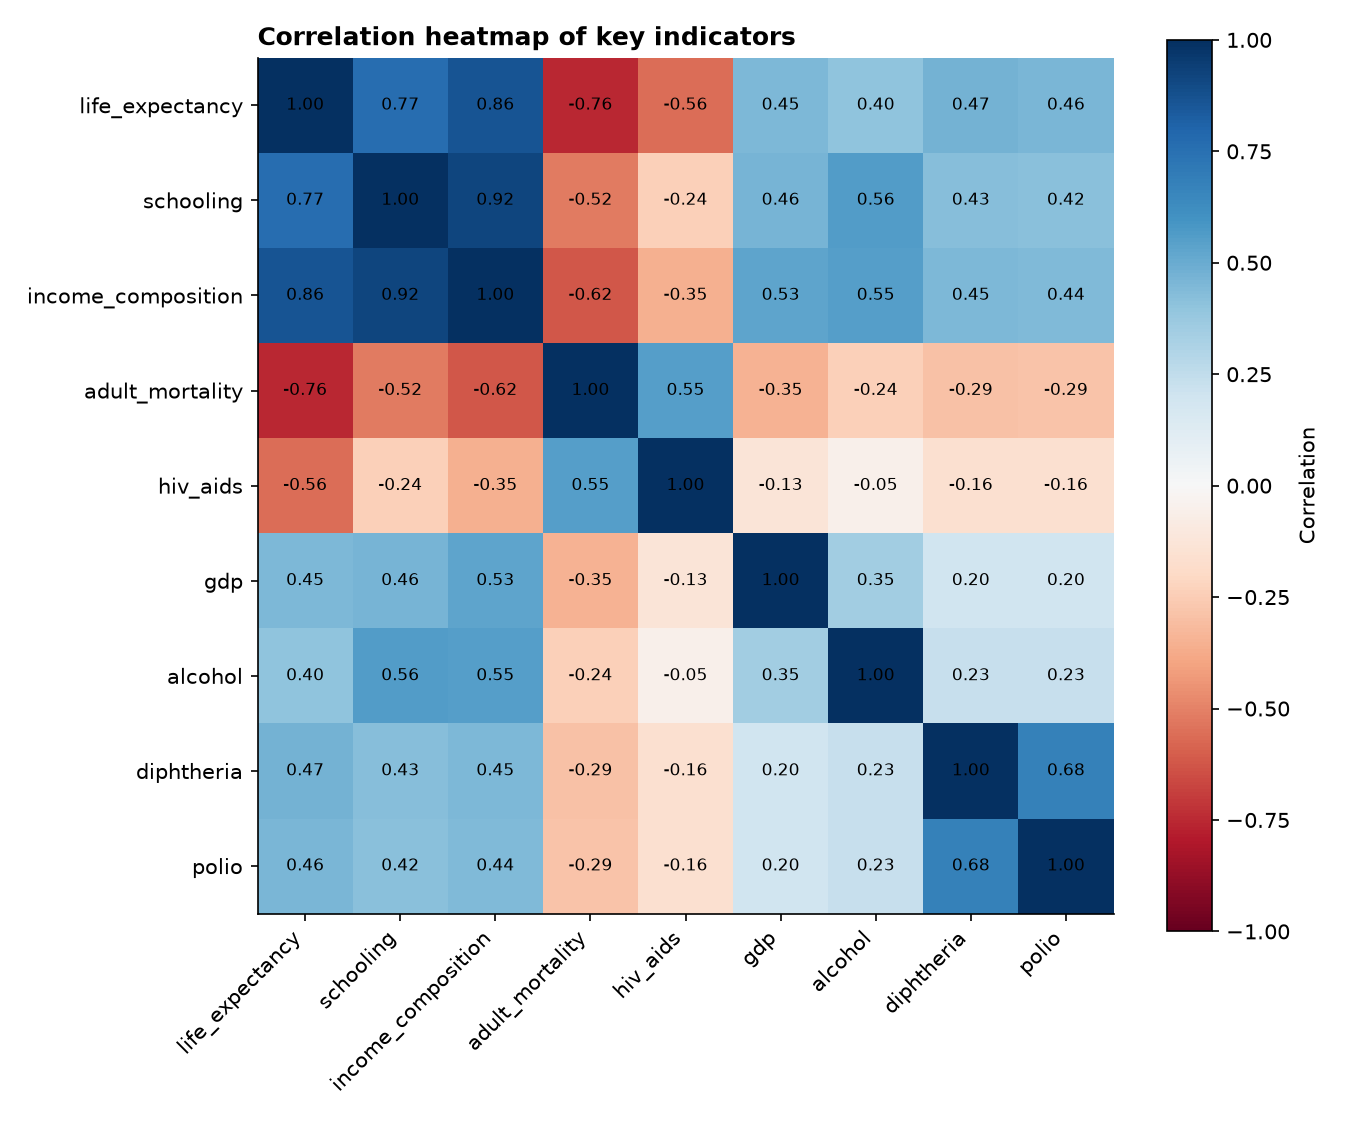 Correlation heatmap of key indicators
life_expectancy 1.00 0.77 0.86 -0.76 -0.56 0.45 0.40 0.47 0.46
schooling 0.77 1.00 0.92 -0.52 -0.24 0.46 0.56 0.43 0.42
income_composition 0.86 0.92 1.00 -0.62 -0.35 0.53 0.55 0.45 0.44
adult_mortality -0.76 -0.52 -0.62 1.00 0.55 -0.35 -0.24 -0.29 -0.29
hiv_aids -0.56 -0.24 -0.35 0.55 1.00 -0.13 -0.05 -0.16 -0.16
gdp 0.45 0.46 0.53 -0.35 -0.13 1.00 0.35 0.20 0.20
alcohol 0.40 0.56 0.55 -0.24 -0.05 0.35 1.00 0.23 0.23
diphtheria 0.47 0.43 0.45 -0.29 -0.16 0.20 0.23 1.00 0.68
polio 0.46 0.42 0.44 -0.29 -0.16 0.20 0.23 0.68 1.00
life_expectancy
schooling
income_composition
adult_mortality
hiv_aids
gdp
alcohol
diphtheria
polio
1.00
0.75
0.50
0.25
0.00
−0.25
−0.50
−0.75
−1.00
Correlation